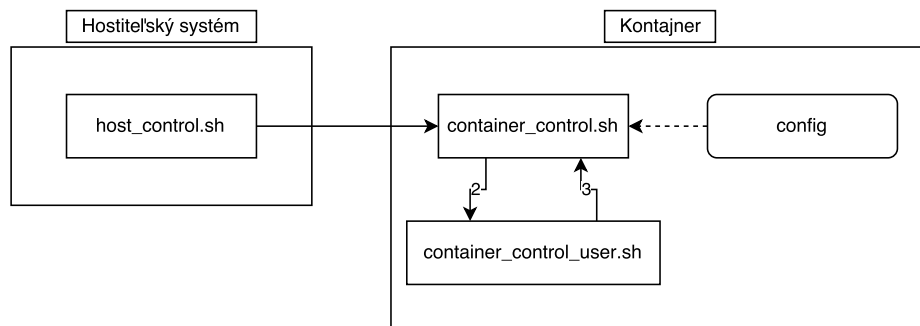 Hostiteľský systém
Kontajner
host_control.sh
container_control.sh
config
2
3
container_control_user.sh